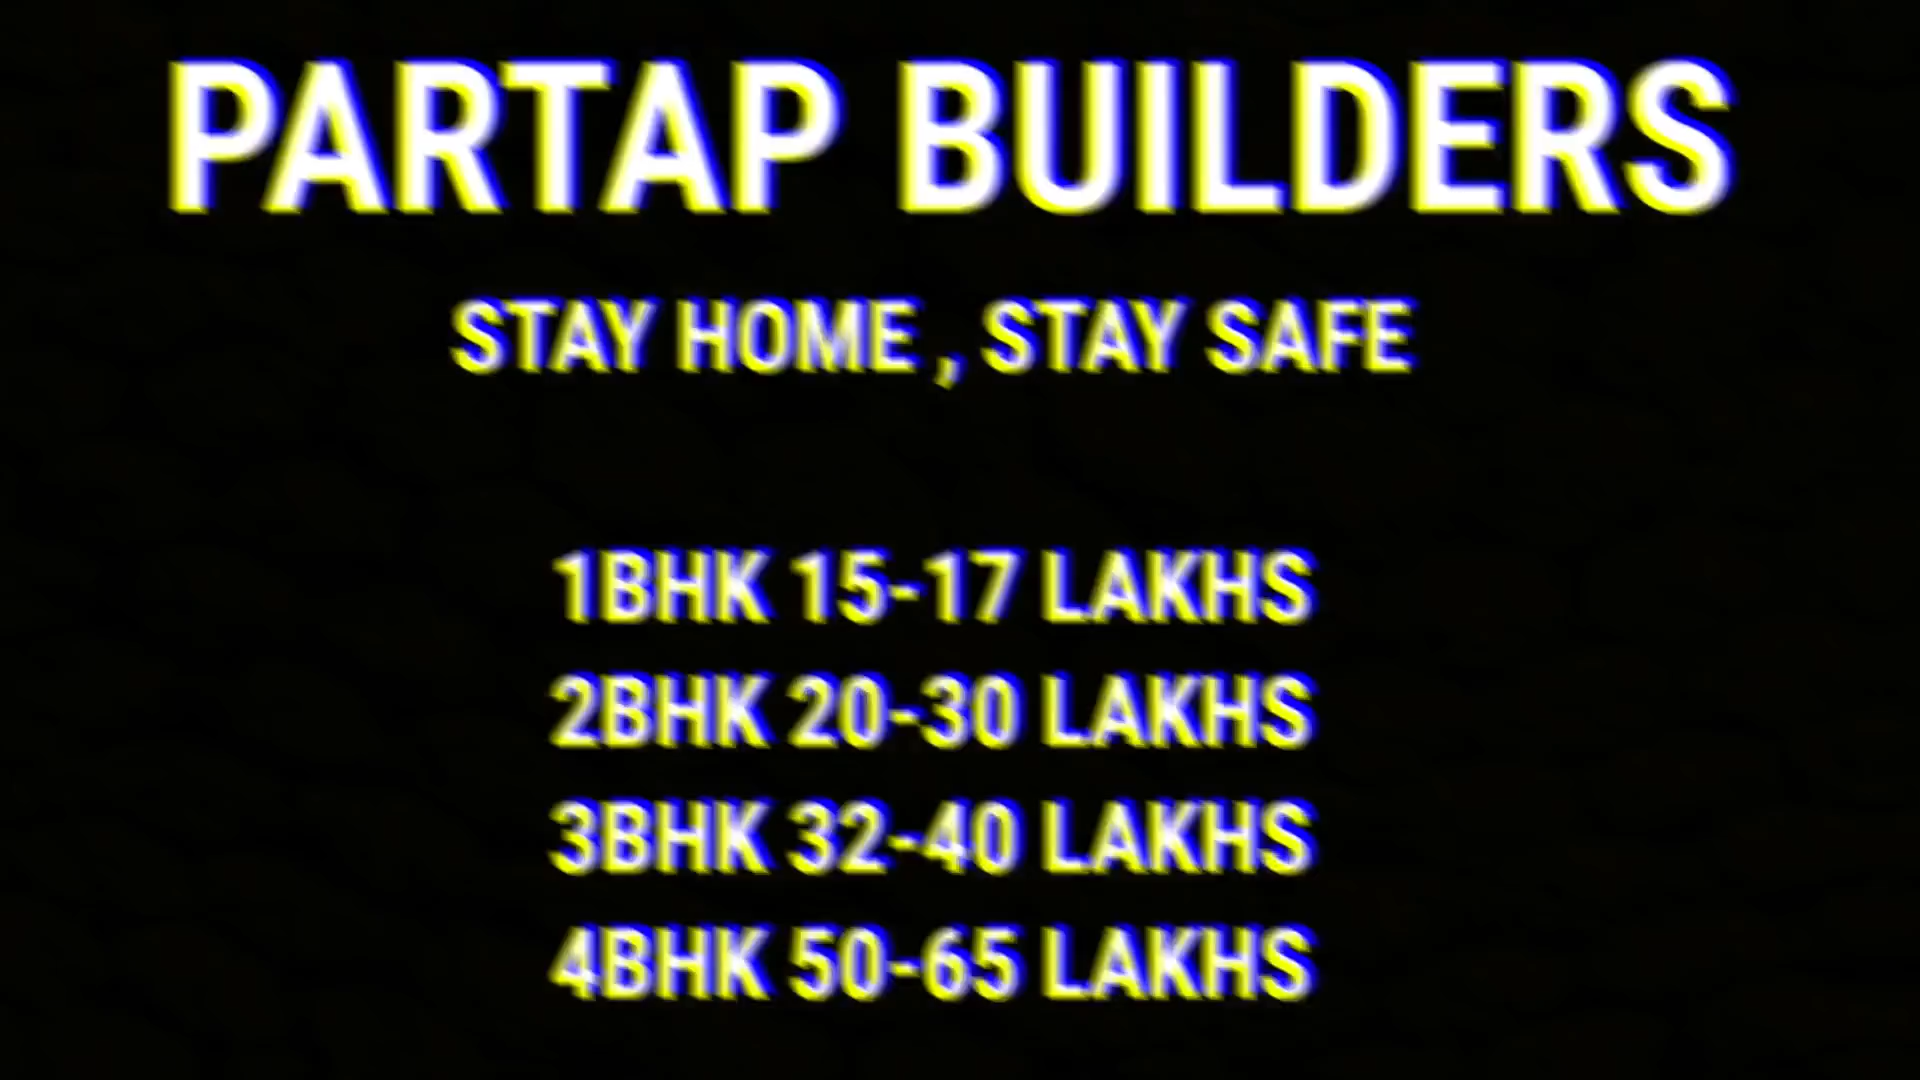 PARTAP BUILDERS
STAY HOME , STAY SAFE
1BHK 15-17 LAKHS
2BHK 20-30 LAKHS
3BHK 32-40 LAKHS
4BHK 50-65 LAKHS